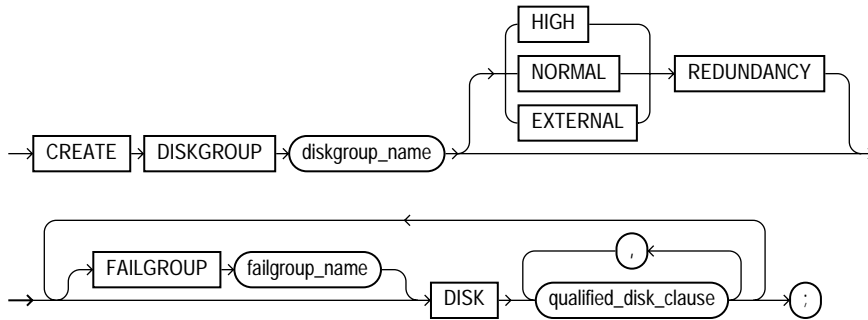 HIGH
NORMAL REDUNDANCY
EXTERNAL
CREATE DISKGROUP diskgroup_name
,
FAILGROUP failgroup_name
DISK qualified_disk_clause ;